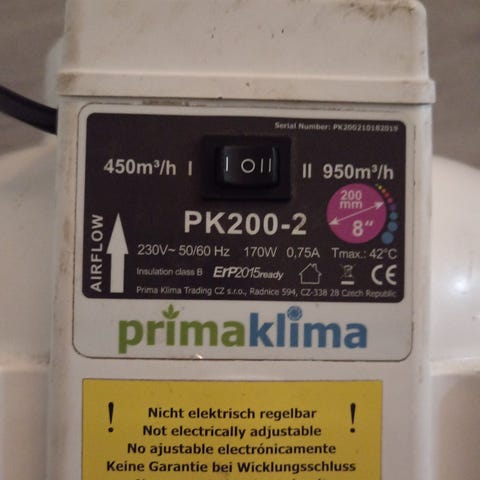 Serial Number: PK200210182019
450m³/h I
I O II
II 950m³/h
200
mm
8“
PK200-2
AIRFLOW
230V~ 50/60 Hz 170W 0,75A Tmax.: 42°C
Insulation class B ErP2015ready CE
Prima Klima Trading CZ s.r.o., Radnice 594, CZ-338 28 Czech Republic
primaklima
! Nicht elektrisch regelbar !
Not electrically adjustable
No ajustable electrónicamente
Keine Garantie bei Wicklungsschluss